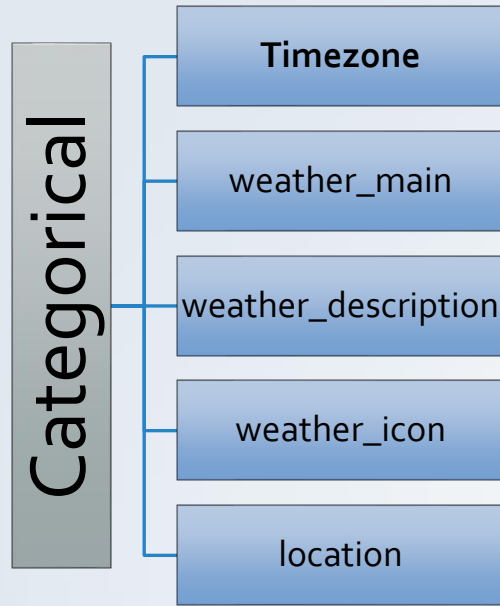 Categorical
Timezone
weather_main
weather_description
weather_icon
location